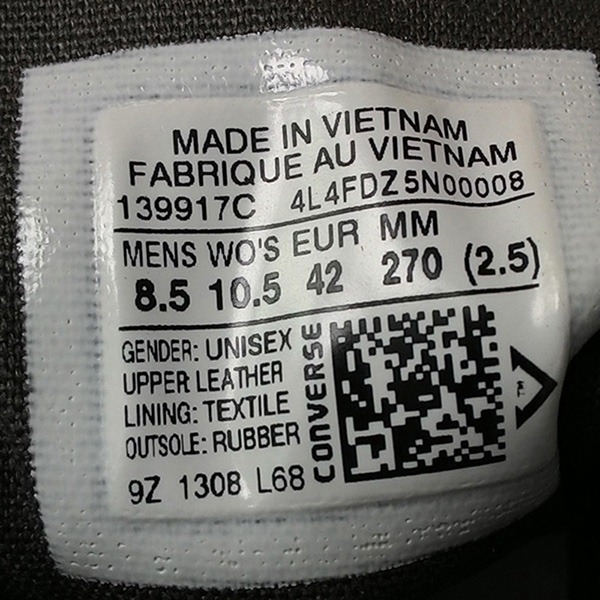 MADE IN VIETNAM
FABRIQUE AU VIETNAM
139917C 4L4FDZ5N00008
MENS WO'S EUR MM
8.5 10.5 42 270 (2.5)
GENDER: UNISEX
UPPER LEATHER
LINING: TEXTILE
OUTSOLE: RUBBER
9Z 1308 L68
CONVERSE
TM